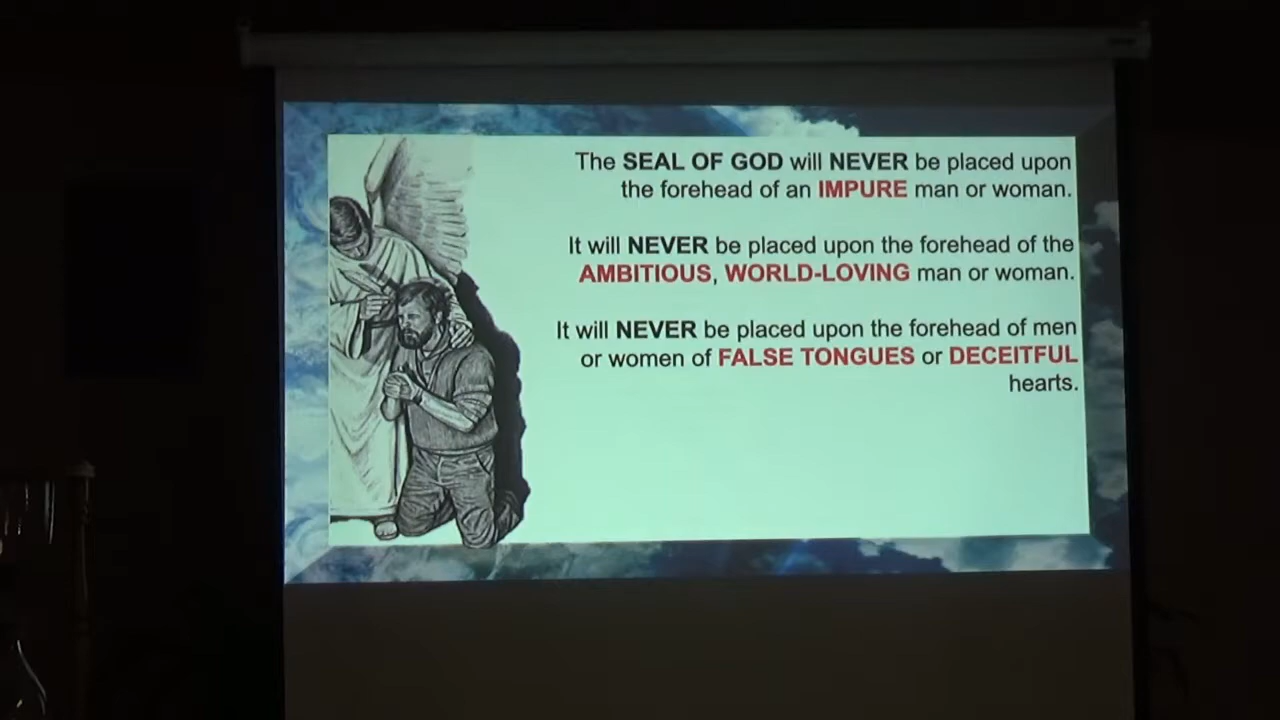 The SEAL OF GOD will NEVER be placed upon
the forehead of an IMPURE man or woman.
It will NEVER be placed upon the forehead of the
AMBITIOUS, WORLD-LOVING man or woman.
It will NEVER be placed upon the forehead of men
or women of FALSE TONGUES or DECEITFUL
hearts.